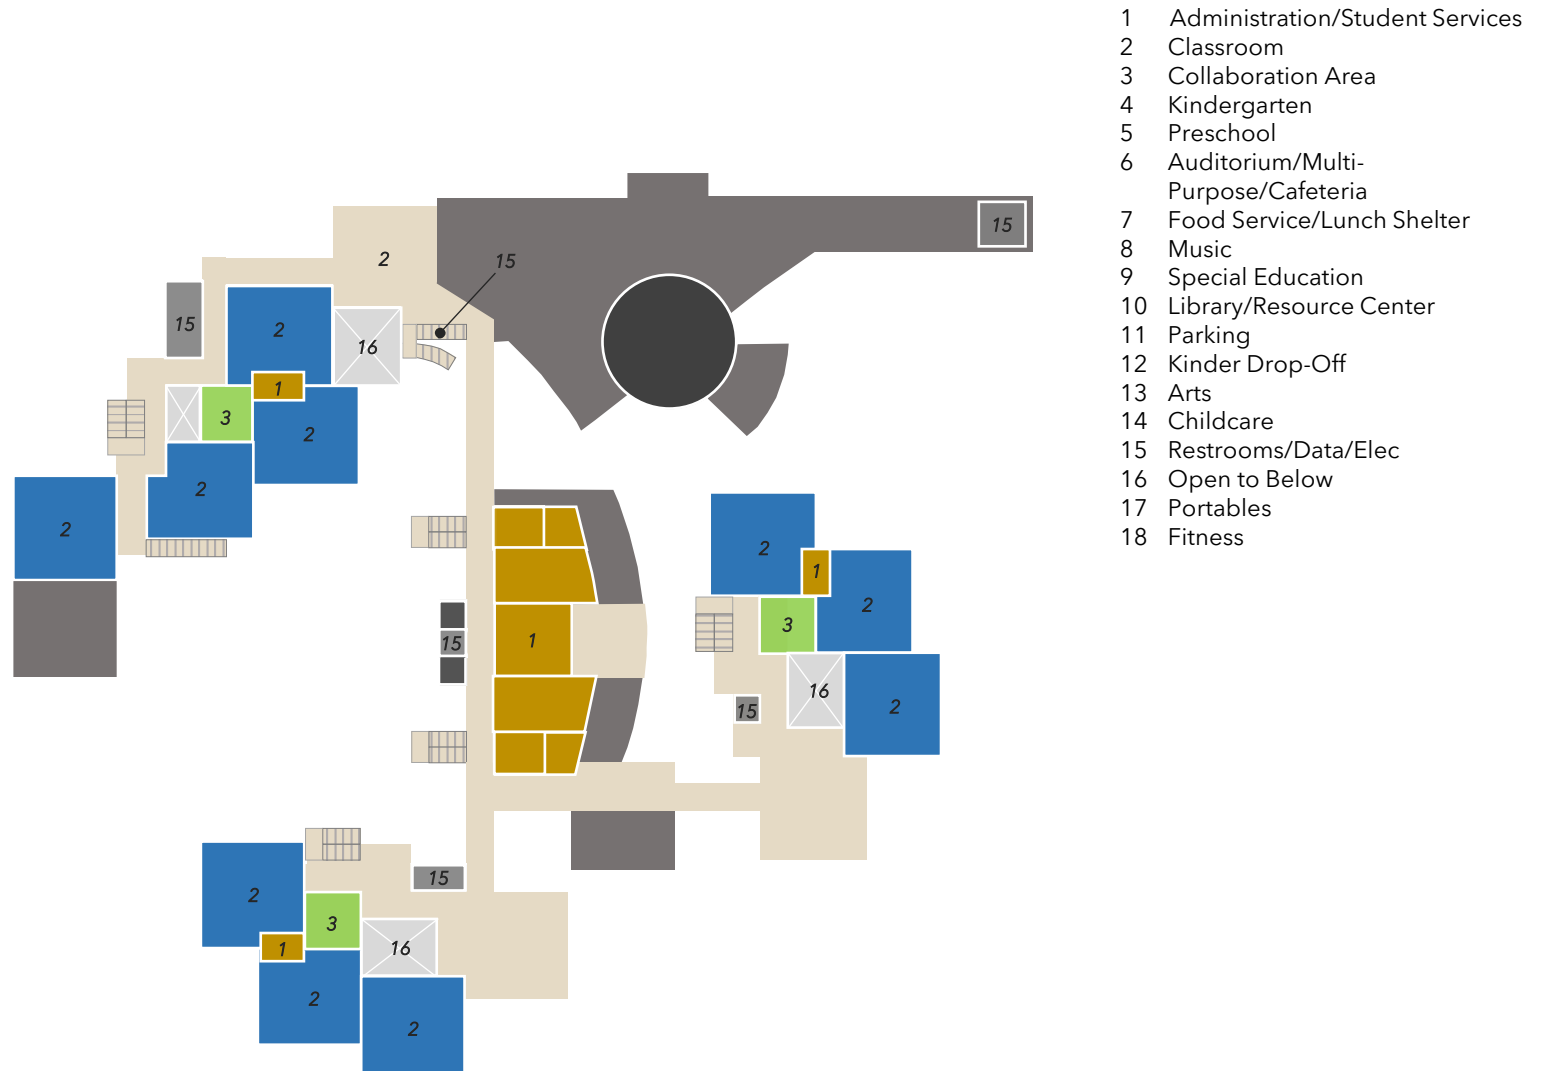 1 Administration/Student Services
2 Classroom
3 Collaboration Area
4 Kindergarten
5 Preschool
6 Auditorium/Multi-
Purpose/Cafeteria
7 Food Service/Lunch Shelter
8 Music
9 Special Education
10 Library/Resource Center
11 Parking
12 Kinder Drop-Off
13 Arts
14 Childcare
15 Restrooms/Data/Elec
16 Open to Below
17 Portables
18 Fitness
15
2
15
15
2
16
1
3
2
2
2
2
1
2
3
1
15
16
2
15
15
2
3
1
16
2
2